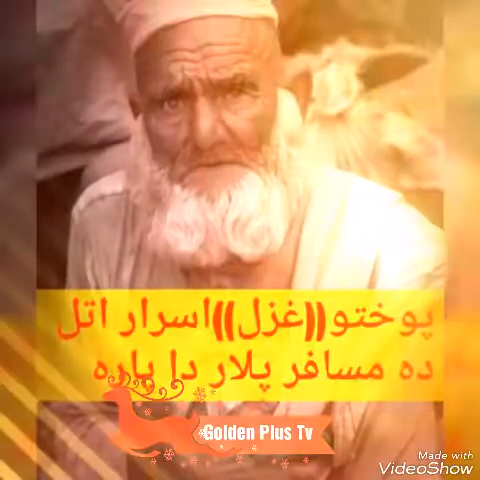 پوختو((غزل))اسرار اتل
ده مسافر پلار دا پاره
Golden Plus Tv
Made with
VideoShow